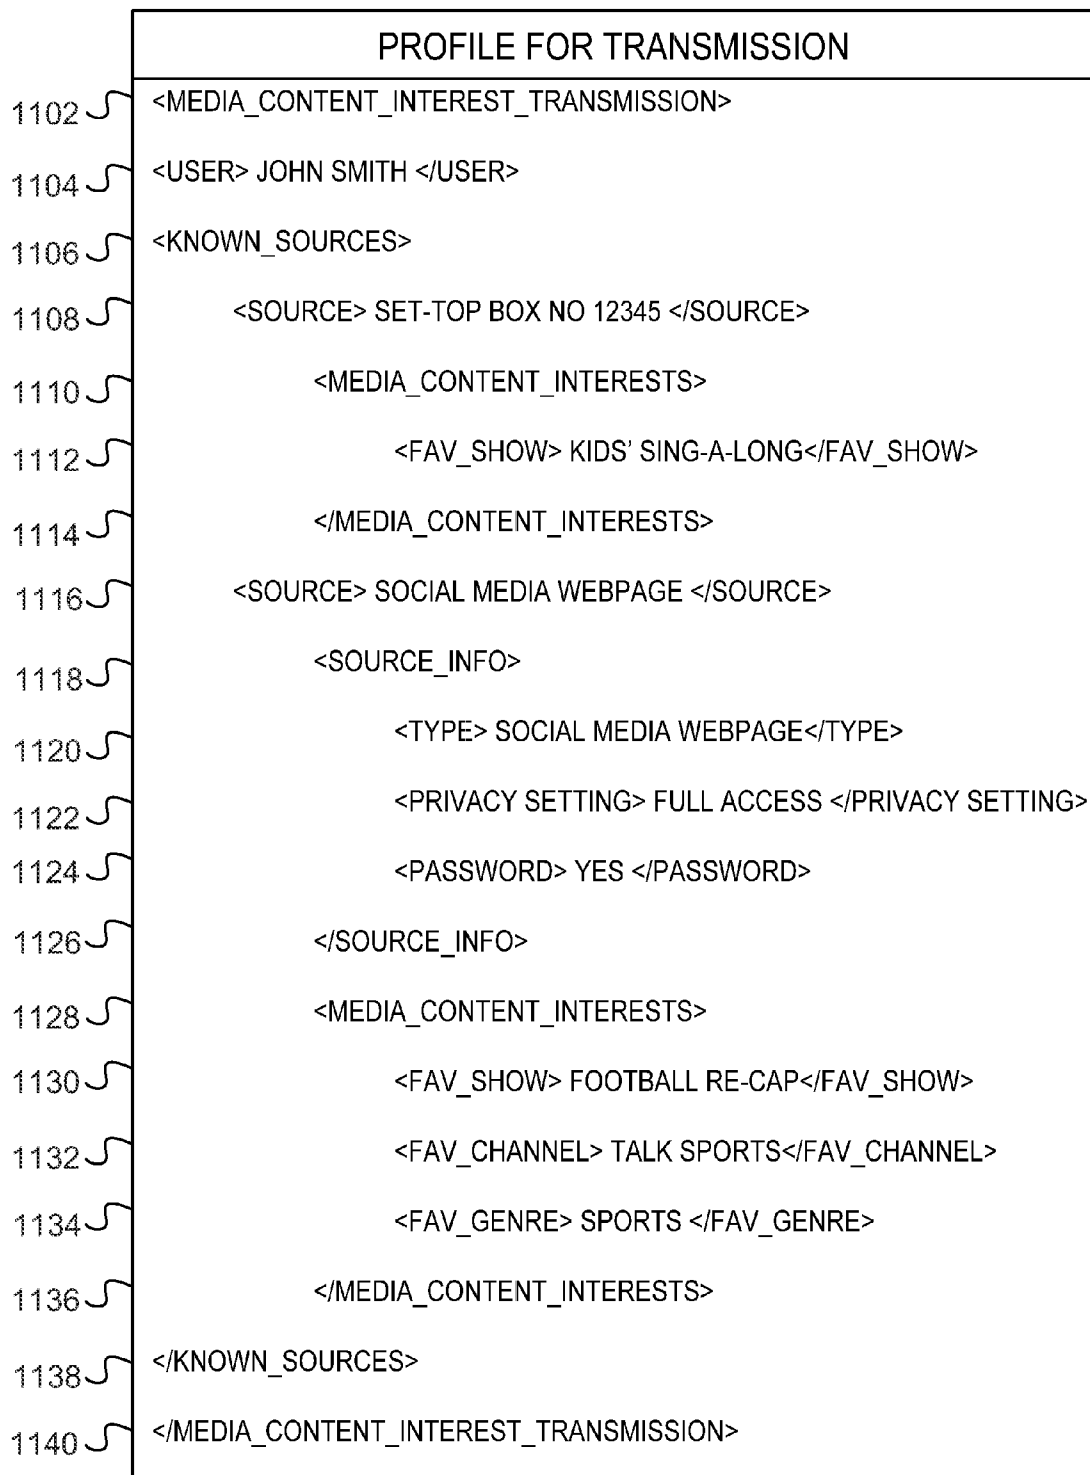 PROFILE FOR TRANSMISSION
1102 <MEDIA_CONTENT_INTEREST_TRANSMISSION>
1104 <USER> JOHN SMITH </USER>
1106 <KNOWN_SOURCES>
1108 <SOURCE> SET-TOP BOX NO 12345 </SOURCE>
1110 <MEDIA_CONTENT_INTERESTS>
1112 <FAV_SHOW> KIDS' SING-A-LONG</FAV_SHOW>
1114 </MEDIA_CONTENT_INTERESTS>
1116 <SOURCE> SOCIAL MEDIA WEBPAGE </SOURCE>
1118 <SOURCE_INFO>
1120 <TYPE> SOCIAL MEDIA WEBPAGE</TYPE>
1122 <PRIVACY SETTING> FULL ACCESS </PRIVACY SETTING>
1124 <PASSWORD> YES </PASSWORD>
1126 </SOURCE_INFO>
1128 <MEDIA_CONTENT_INTERESTS>
1130 <FAV_SHOW> FOOTBALL RE-CAP</FAV_SHOW>
1132 <FAV_CHANNEL> TALK SPORTS</FAV_CHANNEL>
1134 <FAV_GENRE> SPORTS </FAV_GENRE>
1136 </MEDIA_CONTENT_INTERESTS>
1138 </KNOWN_SOURCES>
1140 </MEDIA_CONTENT_INTEREST_TRANSMISSION>